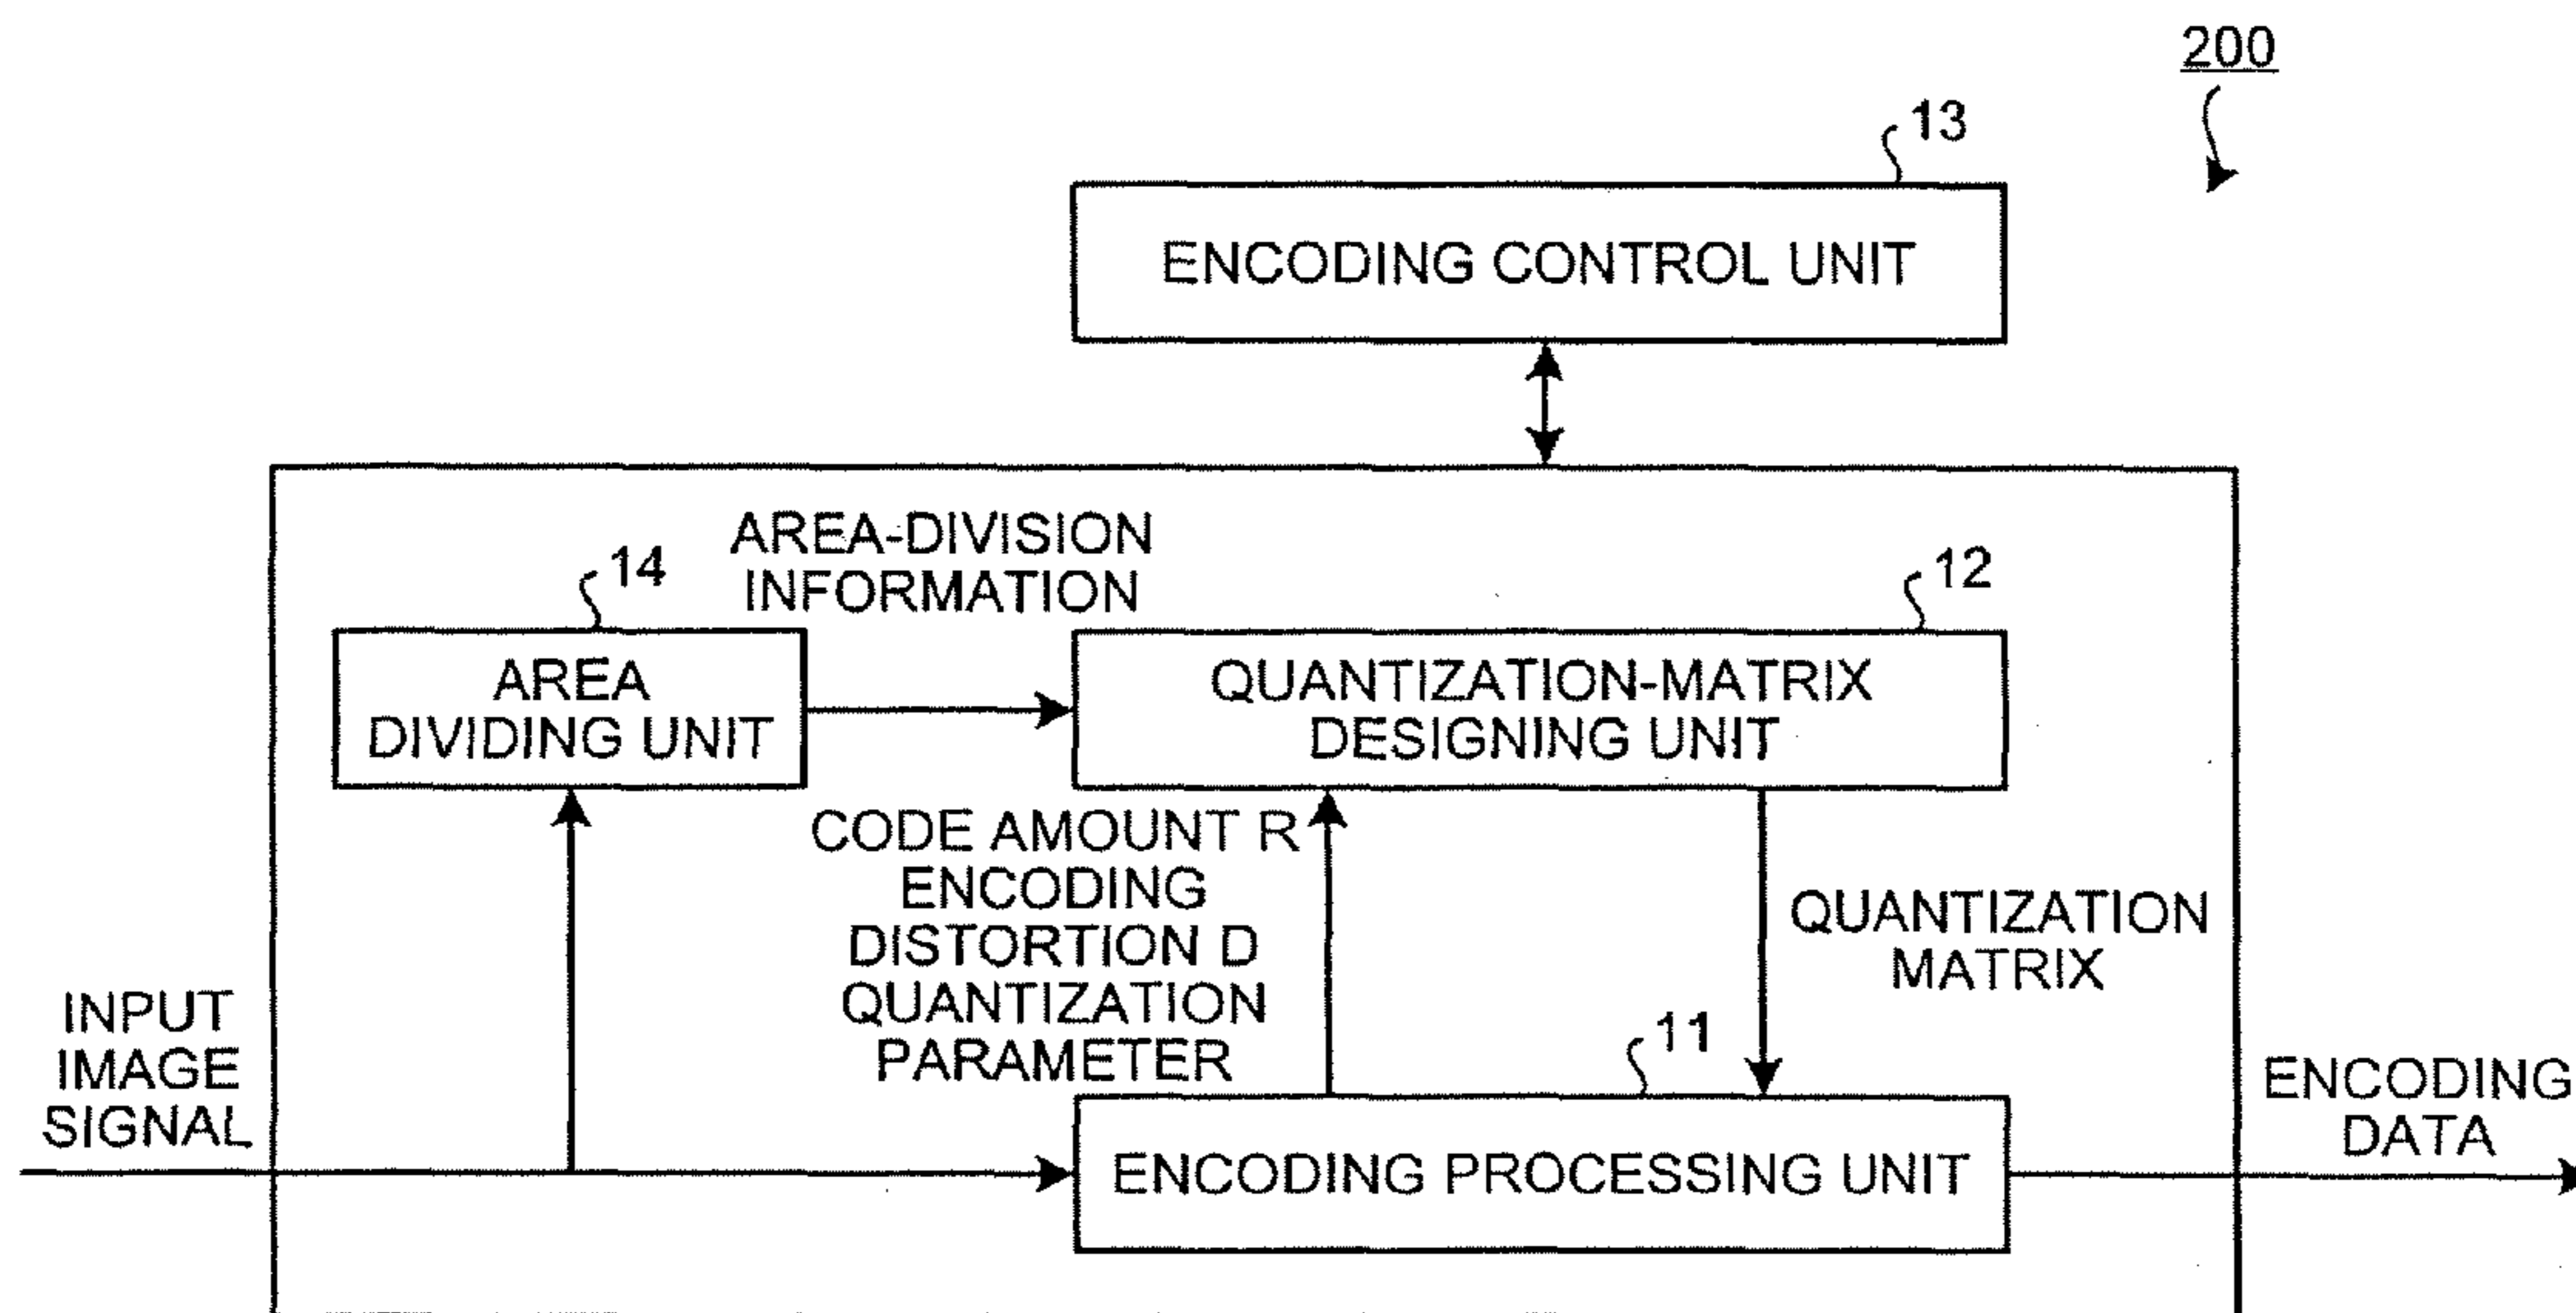 200
13
ENCODING CONTROL UNIT
AREA-DIVISION
INFORMATION
14
12
AREA
DIVIDING UNIT
QUANTIZATION-MATRIX
DESIGNING UNIT
CODE AMOUNT R
ENCODING
DISTORTION D
QUANTIZATION
PARAMETER
QUANTIZATION
MATRIX
INPUT
IMAGE
SIGNAL
11
ENCODING PROCESSING UNIT
ENCODING
DATA